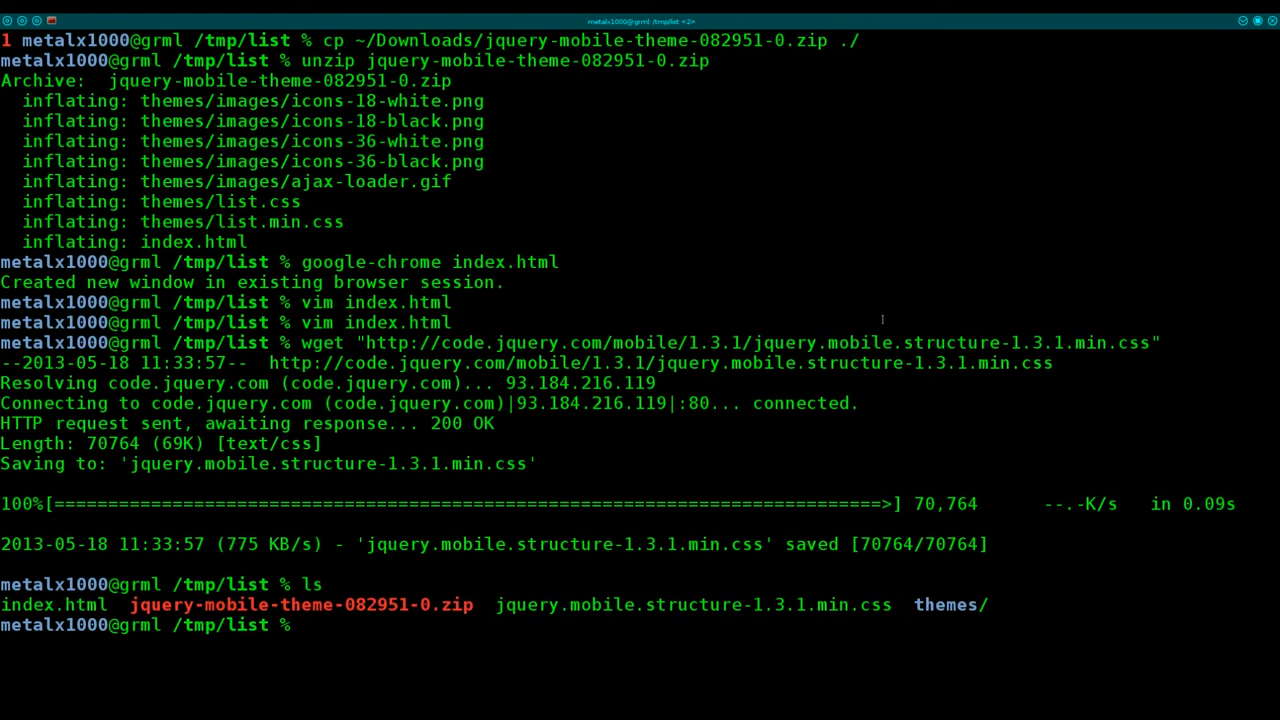 metalx1000@grml /tmp/list <2>
1 metalx1000@grml /tmp/list % cp ~/Downloads/jquery-mobile-theme-082951-0.zip ./
metalx1000@grml /tmp/list % unzip jquery-mobile-theme-082951-0.zip
Archive:  jquery-mobile-theme-082951-0.zip
  inflating: themes/images/icons-18-white.png
  inflating: themes/images/icons-18-black.png
  inflating: themes/images/icons-36-white.png
  inflating: themes/images/icons-36-black.png
  inflating: themes/images/ajax-loader.gif
  inflating: themes/list.css
  inflating: themes/list.min.css
  inflating: index.html
metalx1000@grml /tmp/list % google-chrome index.html
Created new window in existing browser session.
metalx1000@grml /tmp/list % vim index.html
metalx1000@grml /tmp/list % vim index.html
metalx1000@grml /tmp/list % wget "http://code.jquery.com/mobile/1.3.1/jquery.mobile.structure-1.3.1.min.css"
--2013-05-18 11:33:57--  http://code.jquery.com/mobile/1.3.1/jquery.mobile.structure-1.3.1.min.css
Resolving code.jquery.com (code.jquery.com)... 93.184.216.119
Connecting to code.jquery.com (code.jquery.com)|93.184.216.119|:80... connected.
HTTP request sent, awaiting response... 200 OK
Length: 70764 (69K) [text/css]
Saving to: 'jquery.mobile.structure-1.3.1.min.css'
100%[=============================================================================>] 70,764      --.-K/s   in 0.09s
2013-05-18 11:33:57 (775 KB/s) - 'jquery.mobile.structure-1.3.1.min.css' saved [70764/70764]
metalx1000@grml /tmp/list % ls
index.html  jquery-mobile-theme-082951-0.zip  jquery.mobile.structure-1.3.1.min.css  themes/
metalx1000@grml /tmp/list %